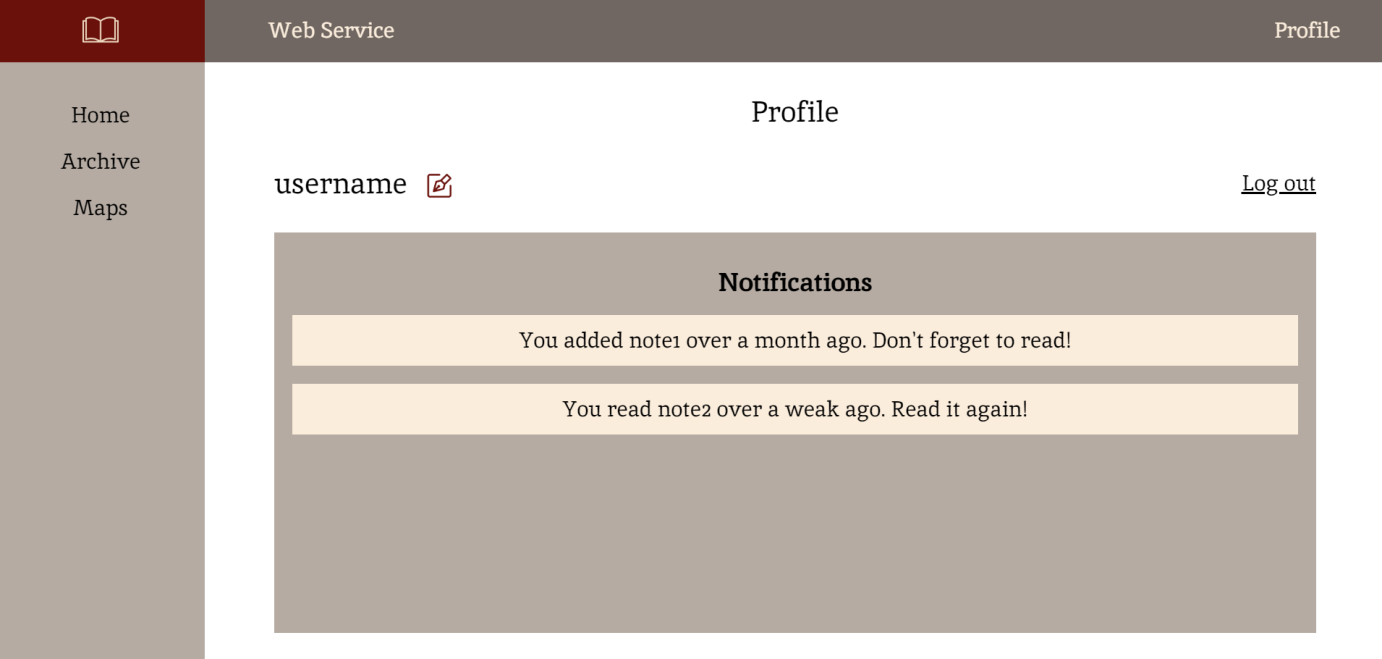 Web Service
Profile
Home
Archive
Maps
Profile
username
Log out
Notifications
You added note1 over a month ago. Don't forget to read!
You read note2 over a weak ago. Read it again!